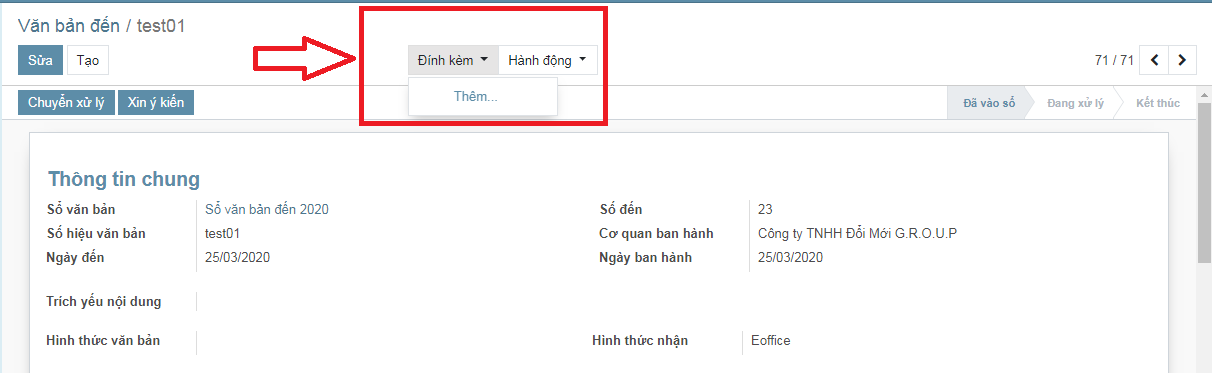 Văn bản đến / test01
Sửa Tạo Đính kèm Hành động 71 / 71
Thêm...
Chuyển xử lý Xin ý kiến Đã vào sổ Đang xử lý Kết thúc
Thông tin chung
Sổ văn bản Sổ văn bản đến 2020 Số đến 23
Số hiệu văn bản test01 Cơ quan ban hành Công ty TNHH Đổi Mới G.R.O.U.P
Ngày đến 25/03/2020 Ngày ban hành 25/03/2020
Trích yếu nội dung
Hình thức văn bản Hình thức nhận Eoffice